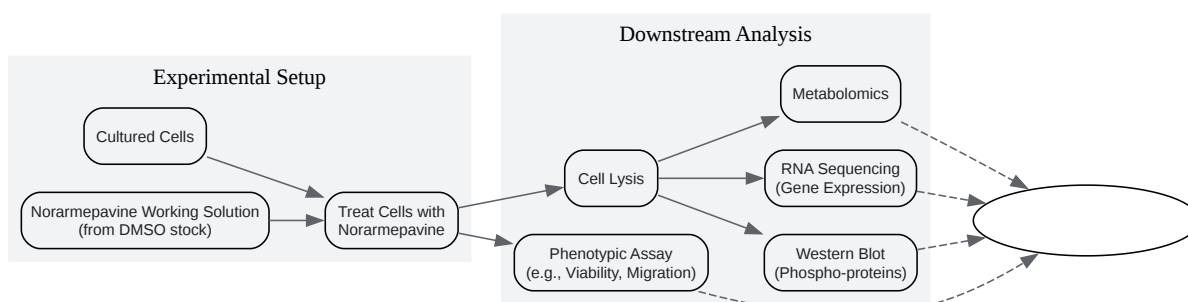 Experimental Setup
Cultured Cells
Norarmepavine Working Solution
(from DMSO stock)
Treat Cells with
Norarmepavine
Downstream Analysis
Cell Lysis
Phenotypic Assay
(e.g., Viability, Migration)
Metabolomics
RNA Sequencing
(Gene Expression)
Western Blot
(Phospho-proteins)